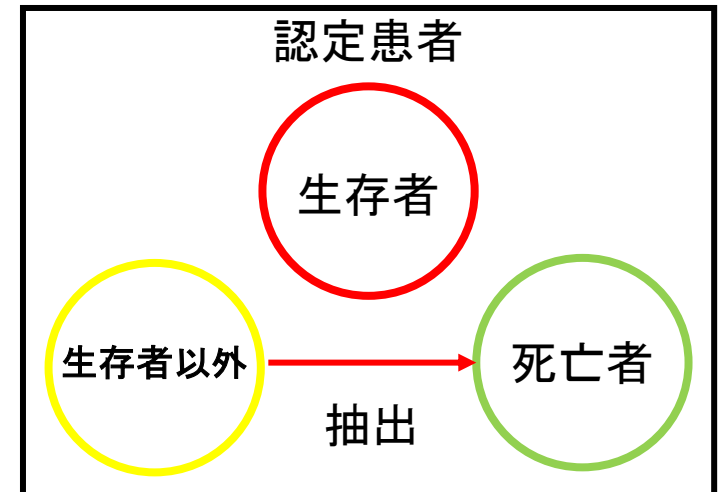 認定患者
生存者
生存者以外
死亡者
抽出